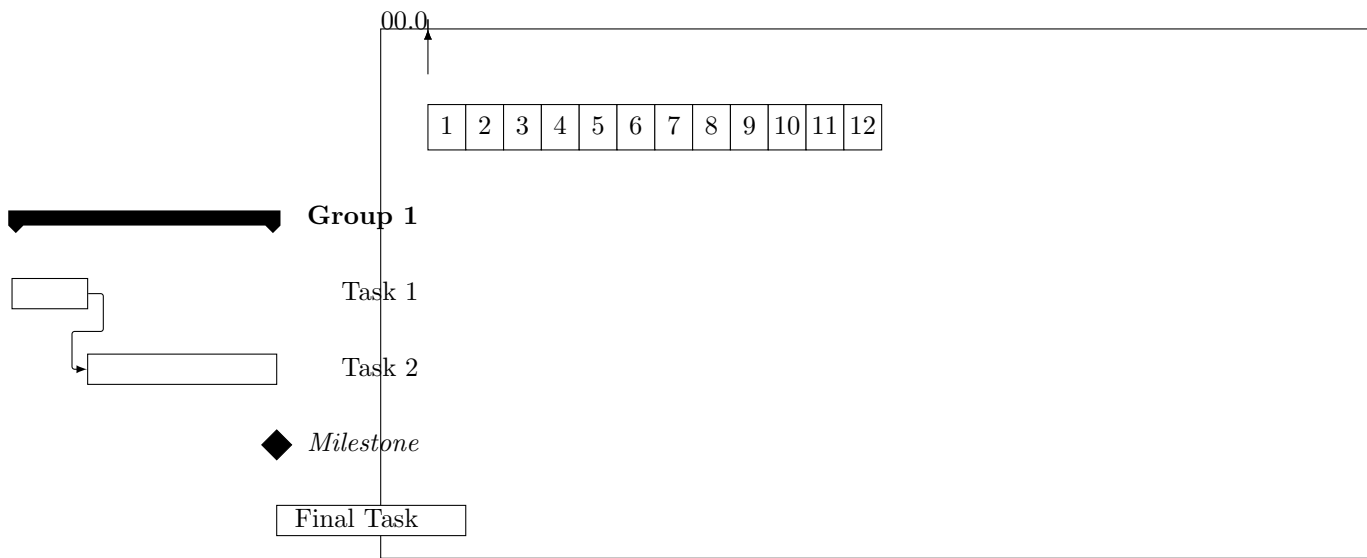 00.0
1 2 3 4 5 6 7 8 9 10 11 12
Group 1
Task 1
Task 2
Milestone
Final Task